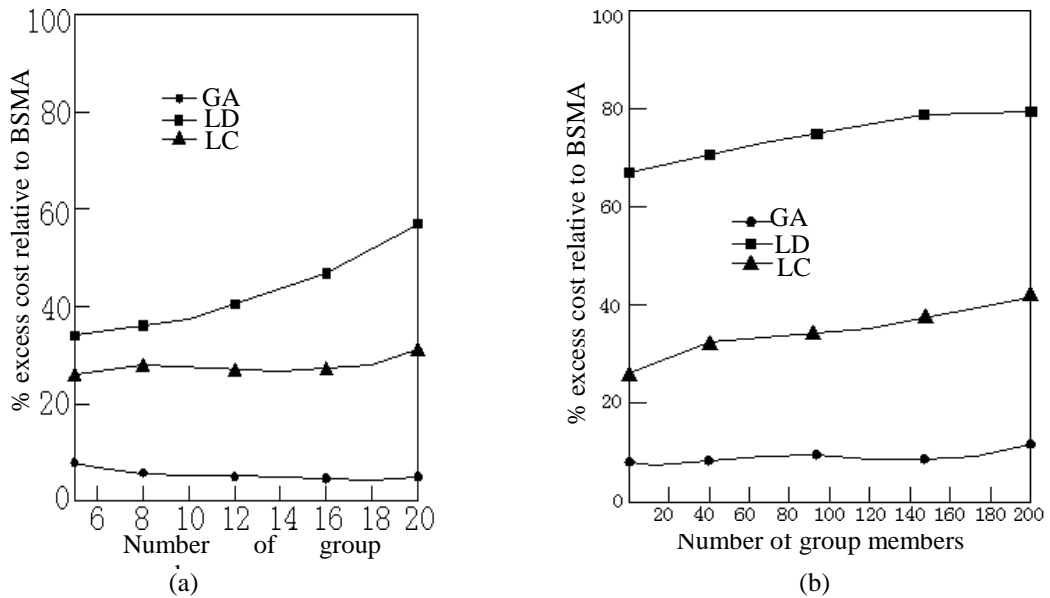 % excess cost relative to BSMA
100
80
60
40
20
0
GA
LD
LC
6 8 10 12 14 16 18 20
Number of group
(a)
% excess cost relative to BSMA
100
80
60
40
20
0
GA
LD
LC
20 40 60 80 100 120 140 160 180 200
Number of group members
(b)